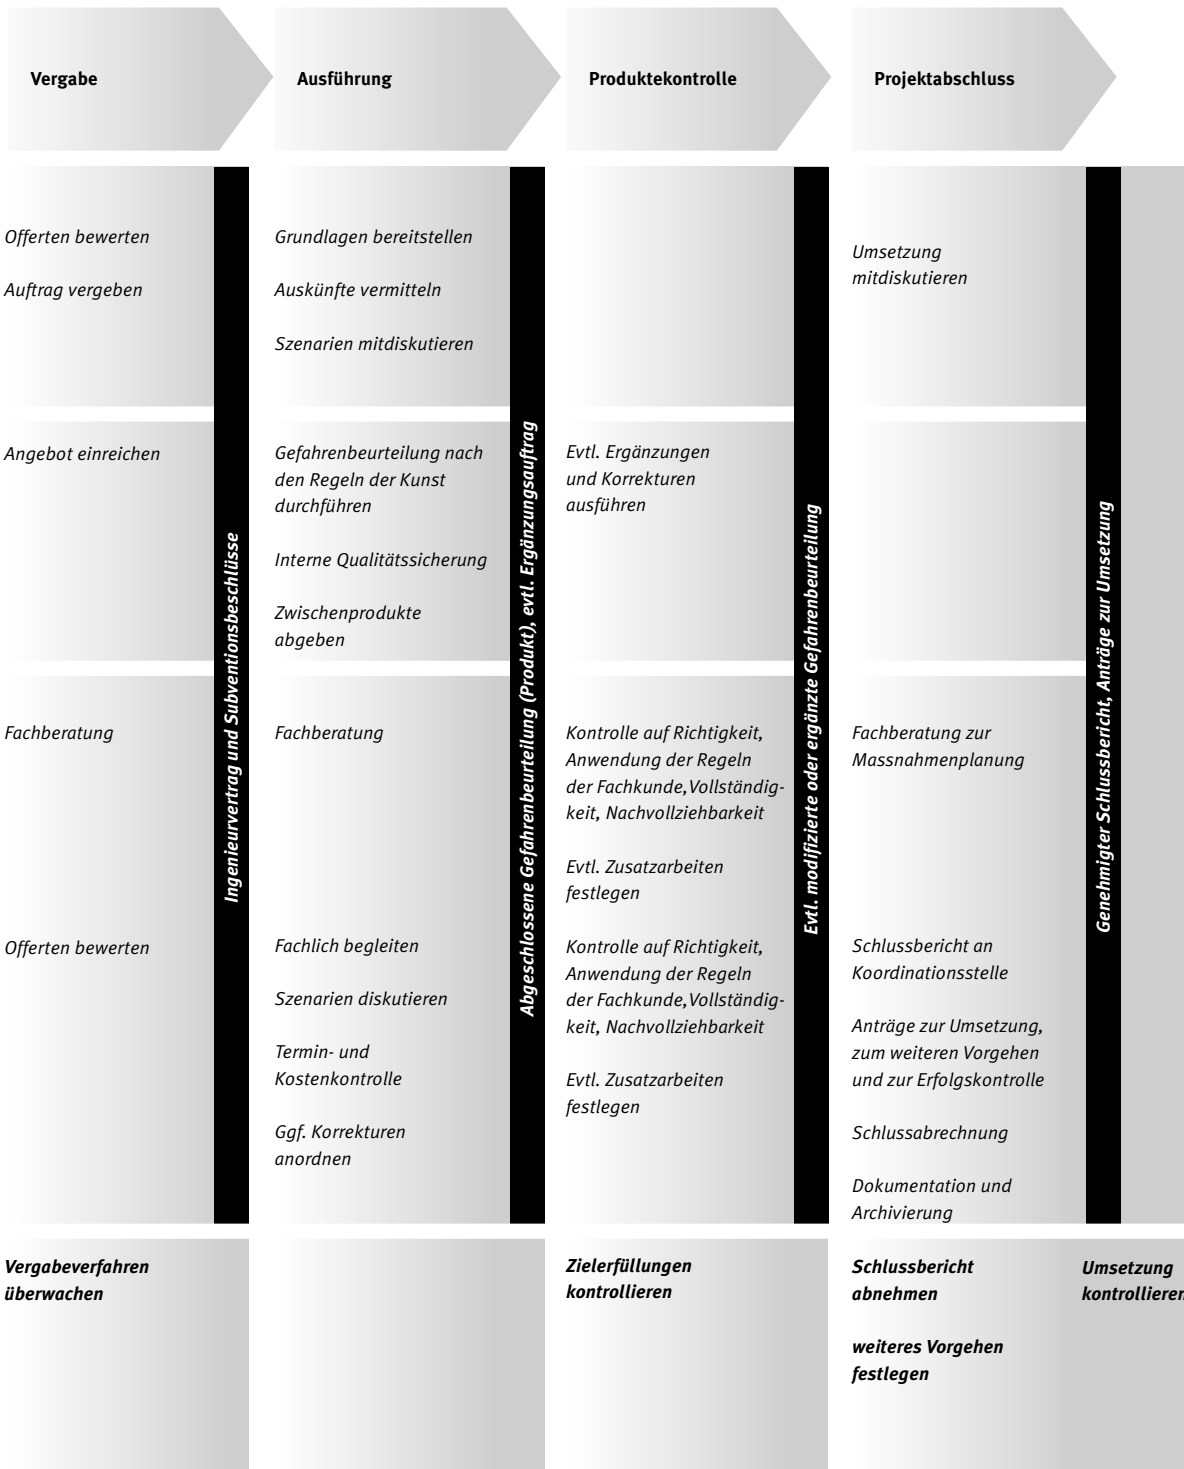 Vergabe
Ausführung
Produktekontrolle
Projektabschluss
Offerten bewerten
Auftrag vergeben
Grundlagen bereitstellen
Auskünfte vermitteln
Szenarien mitdiskutieren
Umsetzung
mitdiskutieren
Angebot einreichen
Gefahrenbeurteilung nach
den Regeln der Kunst
durchführen
Interne Qualitätssicherung
Zwischenprodukte
abgeben
Evtl. Ergänzungen
und Korrekturen
ausführen
Fachberatung
Fachberatung
Kontrolle auf Richtigkeit,
Anwendung der Regeln
der Fachkunde, Vollständig-
keit, Nachvollziehbarkeit
Evtl. Zusatzarbeiten
festlegen
Fachberatung zur
Massnahmenplanung
Offerten bewerten
Fachlich begleiten
Szenarien diskutieren
Termin- und
Kostenkontrolle
Ggf. Korrekturen
anordnen
Kontrolle auf Richtigkeit,
Anwendung der Regeln
der Fachkunde, Vollständig-
keit, Nachvollziehbarkeit
Evtl. Zusatzarbeiten
festlegen
Schlussbericht an
Koordinationsstelle
Anträge zur Umsetzung,
zum weiteren Vorgehen
und zur Erfolgskontrolle
Schlussabrechnung
Dokumentation und
Archivierung
Ingenieurvertrag und Subventionsbeschlüsse
Abgeschlossene Gefahrenbeurteilung (Produkt), evtl. Ergänzungsauftrag
Evtl. modifizierte oder ergänzte Gefahrenbeurteilung
Genehmigter Schlussbericht, Anträge zur Umsetzung
Vergabeverfahren
überwachen
Zielerfüllungen
kontrollieren
Schlussbericht
abnehmen
weiteres Vorgehen
festlegen
Umsetzung
kontrollieren